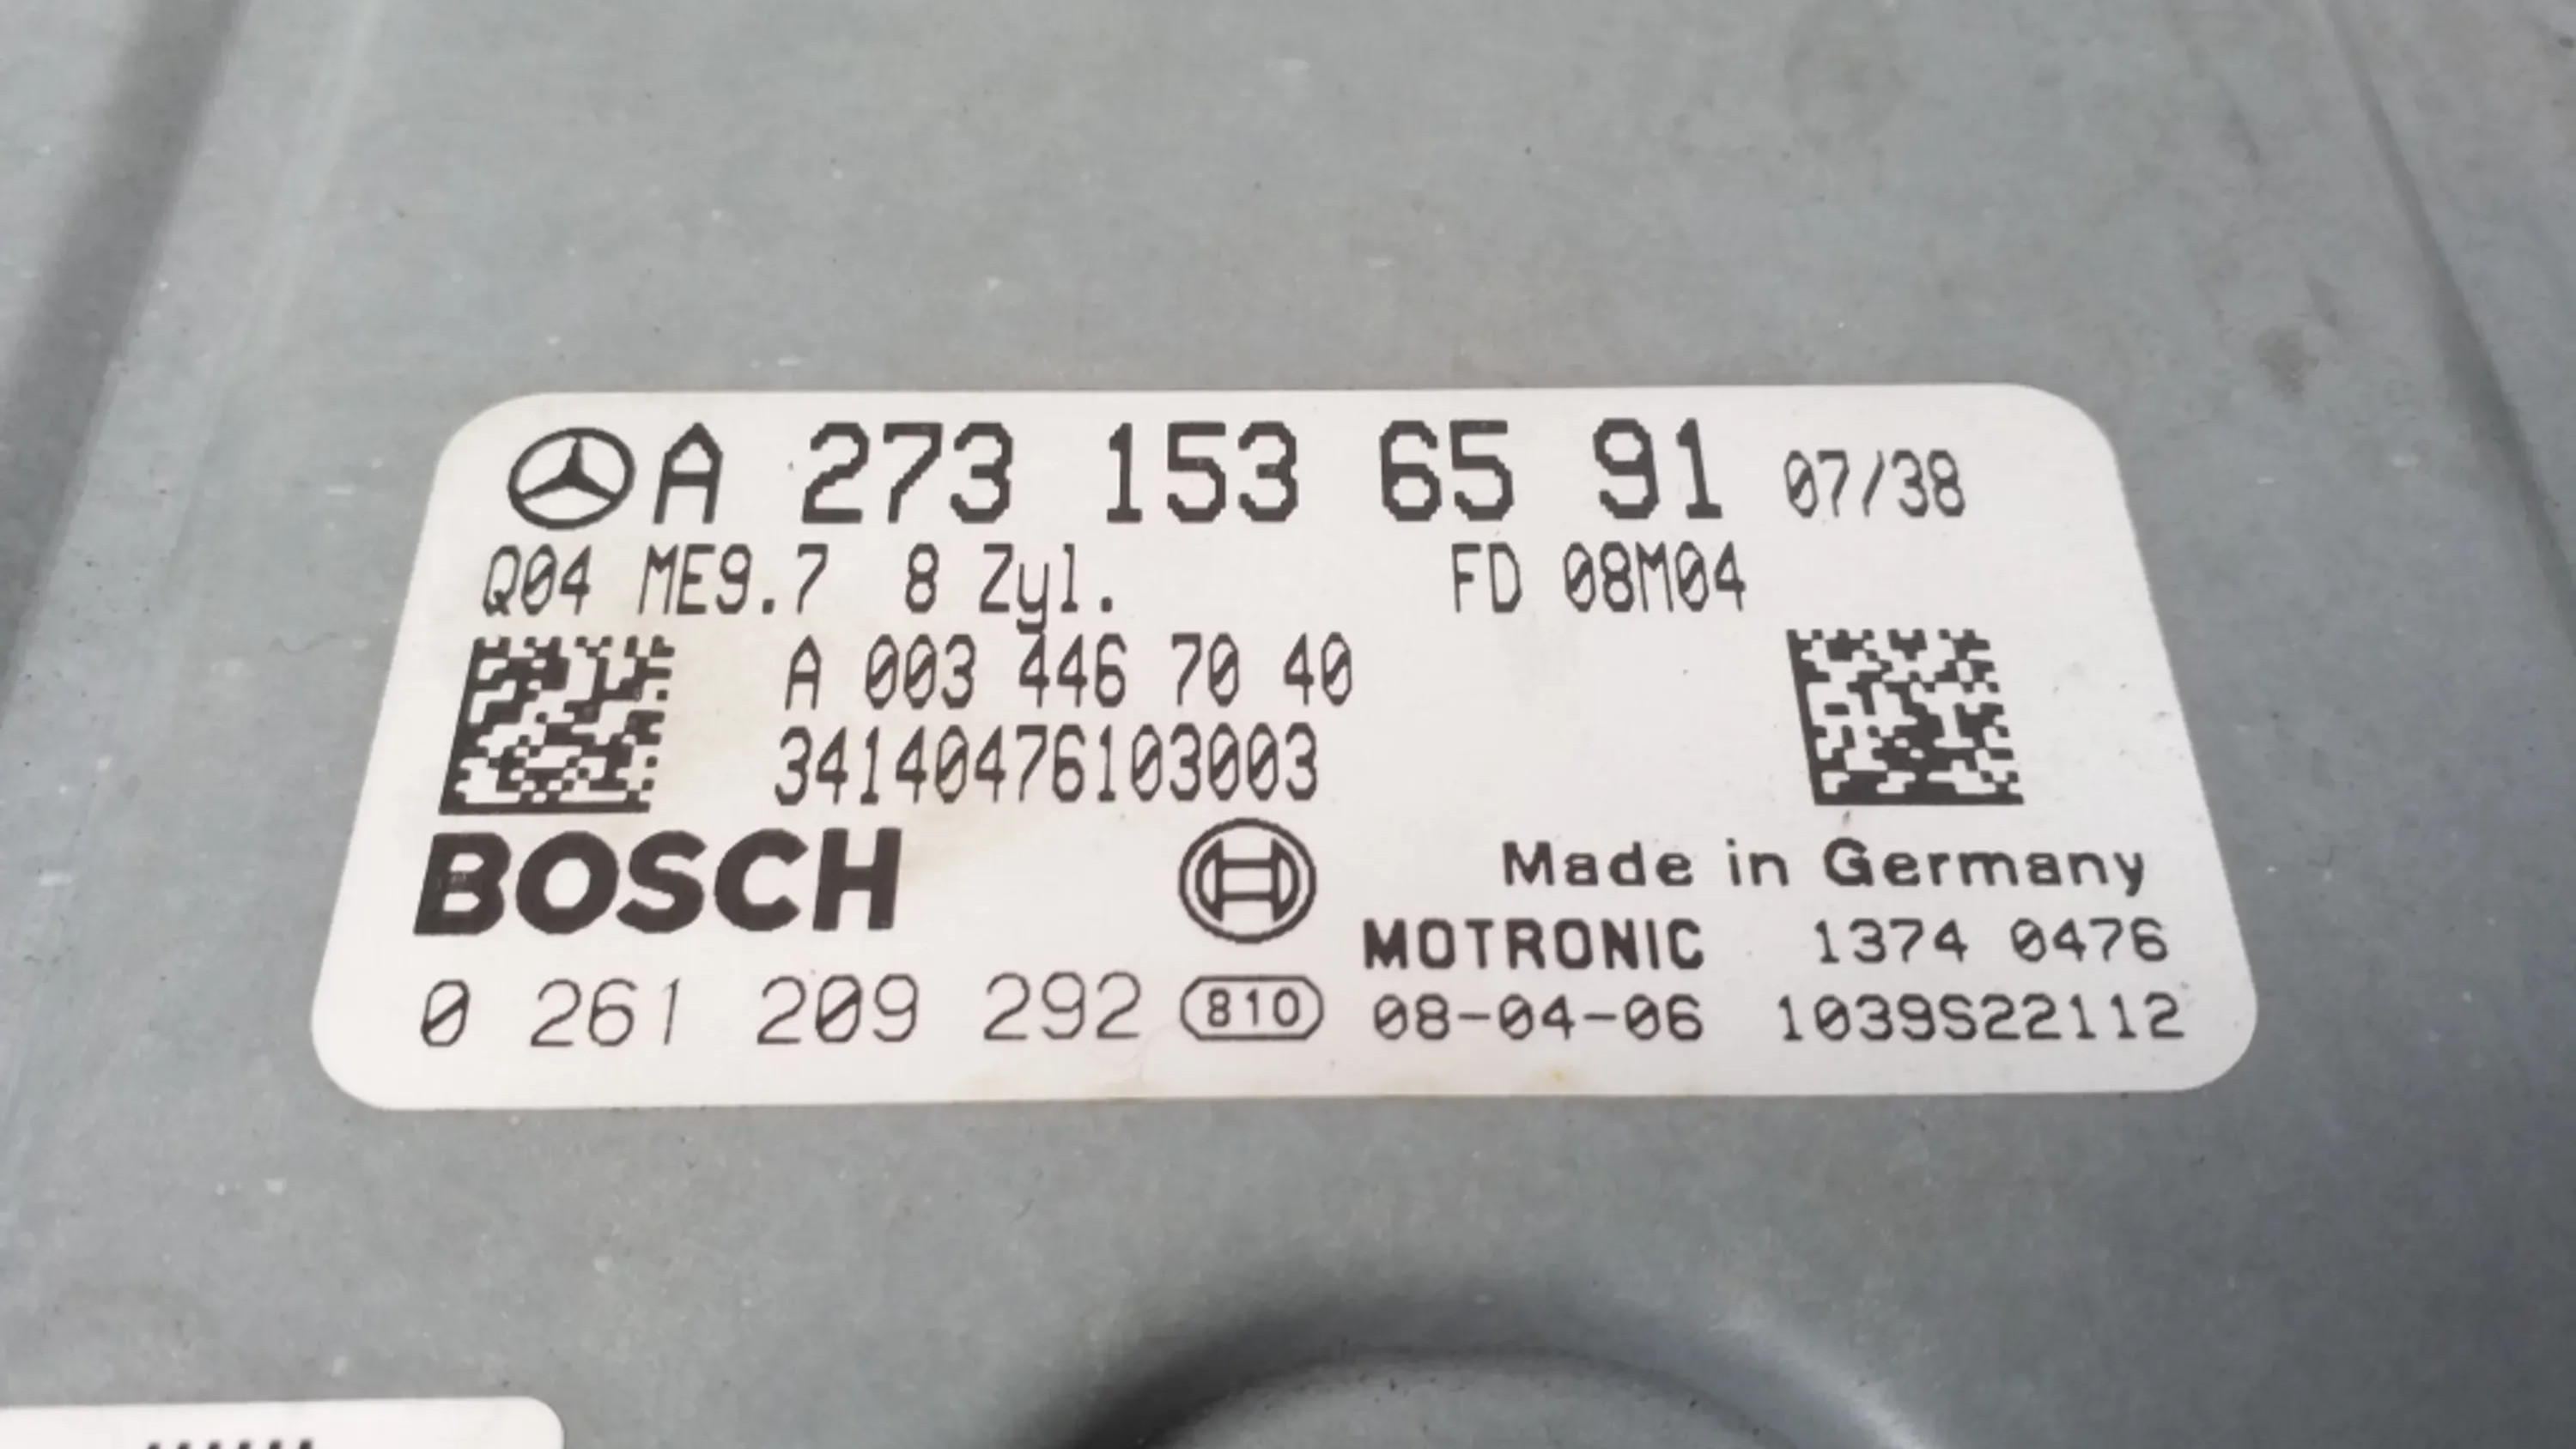 A 273 153 65 91 07/38
Q04 ME9.7 8 Zyl. FD 08M04
A 003 446 70 40
34140476103003
BOSCH
Made in Germany
MOTRONIC 1374 0476
0 261 209 292 810 08-04-06 1039S22112